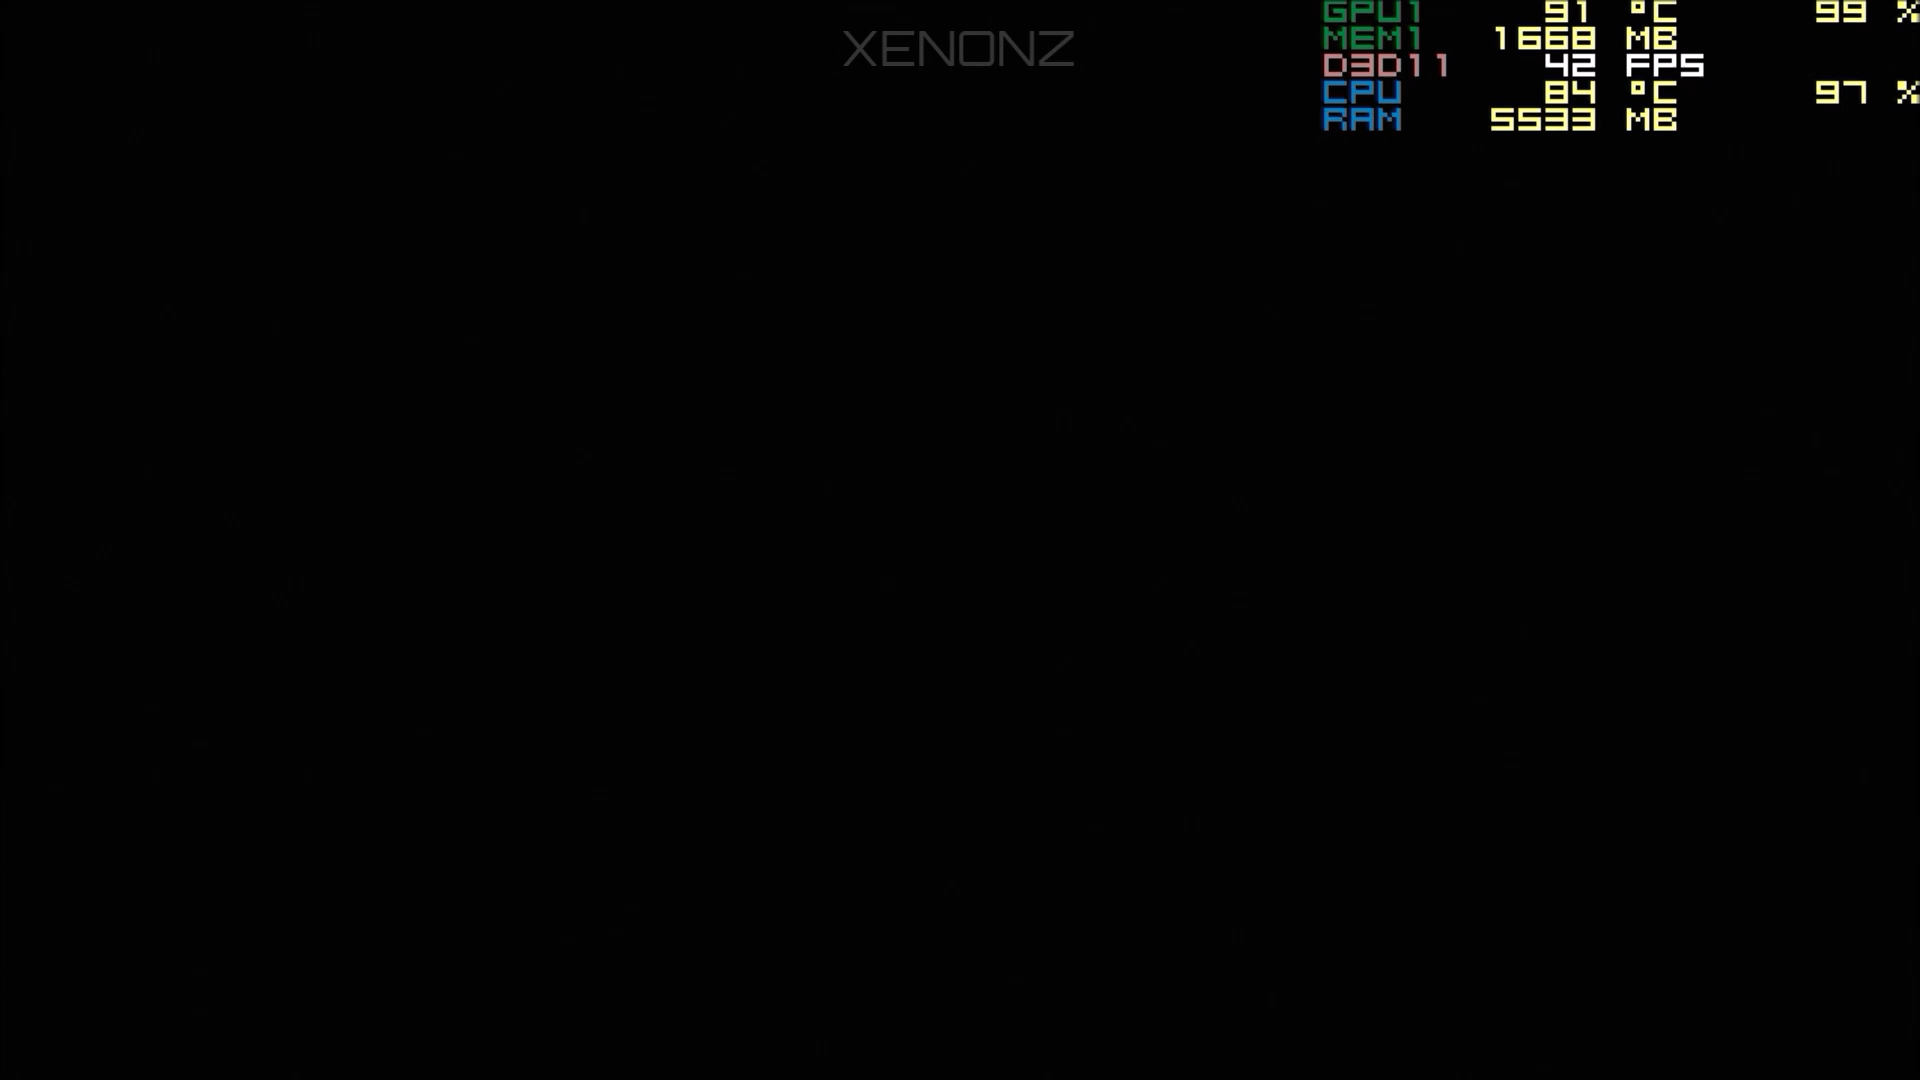 XENONZ
GPU1 91 °C 99 %
MEM1 1668 MB
D3D11 42 FPS
CPU 84 °C 97 %
RAM 5533 MB